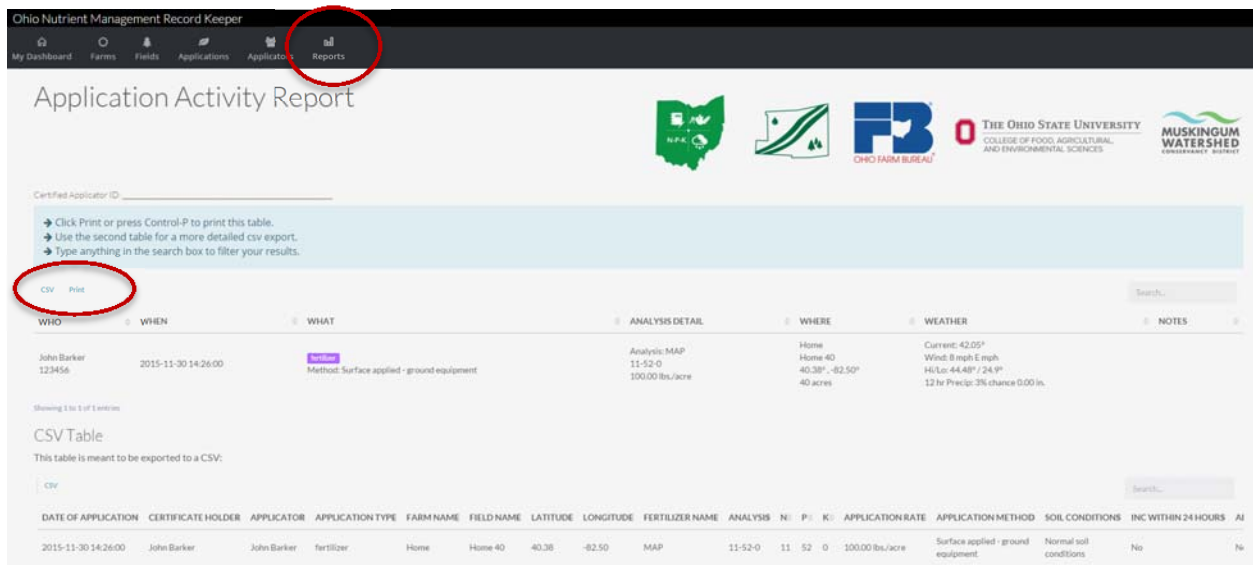 Ohio Nutrient Management Record Keeper
My Dashboard Farms Fields Applications Applicators Reports
Application Activity Report
N-P-K
OHIO FARM BUREAU
THE OHIO STATE UNIVERSITY
COLLEGE OF FOOD, AGRICULTURAL,
AND ENVIRONMENTAL SCIENCES
MUSKINGUM
WATERSHED
CONSERVANCY DISTRICT
Certified Applicator ID:
→ Click Print or press Control-P to print this table.
→ Use the second table for a more detailed csv export.
→ Type anything in the search box to filter your results.
CSV Print
Search...
WHO WHEN WHAT ANALYSIS DETAIL WHERE WEATHER NOTES
John Barker
123456
2015-11-30 14:26:00
fertilizer
Method: Surface applied - ground equipment
Analysis: MAP
11-52-0
100.00 lbs./acre
Home
Home 40
40.38°, -82.50°
40 acres
Current: 42.05°
Wind: 8 mph E mph
Hi/Lo: 44.48° / 24.9°
12 hr Precip: 3% chance 0.00 in.
Showing 1 to 1 of 1 entries
CSV Table
This table is meant to be exported to a CSV:
CSV
Search...
DATE OF APPLICATION CERTIFICATE HOLDER APPLICATOR APPLICATION TYPE FARM NAME FIELD NAME LATITUDE LONGITUDE FERTILIZER NAME ANALYSIS N P K APPLICATION RATE APPLICATION METHOD SOIL CONDITIONS INC WITHIN 24 HOURS
2015-11-30 14:26:00 John Barker John Barker fertilizer Home Home 40 40.38 -82.50 MAP 11-52-0 11 52 0 100.00 lbs./acre Surface applied - ground equipment Normal soil conditions No